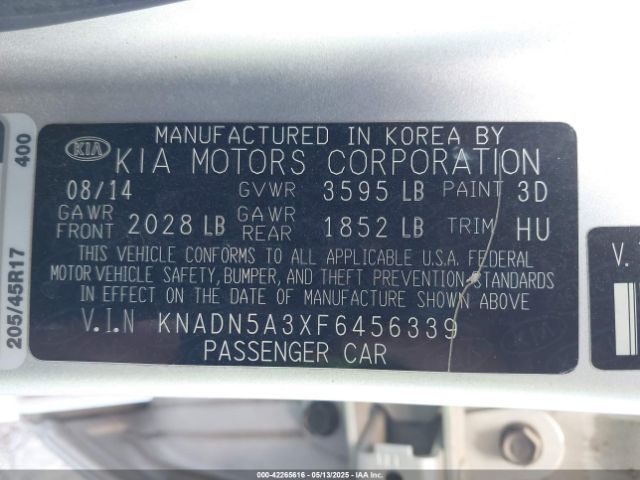 MANUFACTURED IN KOREA BY
KIA KIA MOTORS CORPORATION
08/14 GVWR 3595 LB PAINT 3D
GAWR FRONT 2028 LB GAWR REAR 1852 LB TRIM HU
THIS VEHICLE CONFORMS TO ALL APPLICABLE U.S.A. FEDERAL
MOTOR VEHICLE SAFETY, BUMPER, AND THEFT PREVENTION STANDARDS
IN EFFECT ON THE DATE OF MANUFACTURE SHOWN ABOVE
V.I.N KNADN5A3XF6456339
PASSENGER CAR
205/45R17 400
V.
000-42265616 - 05/13/2025 - IAA Inc.